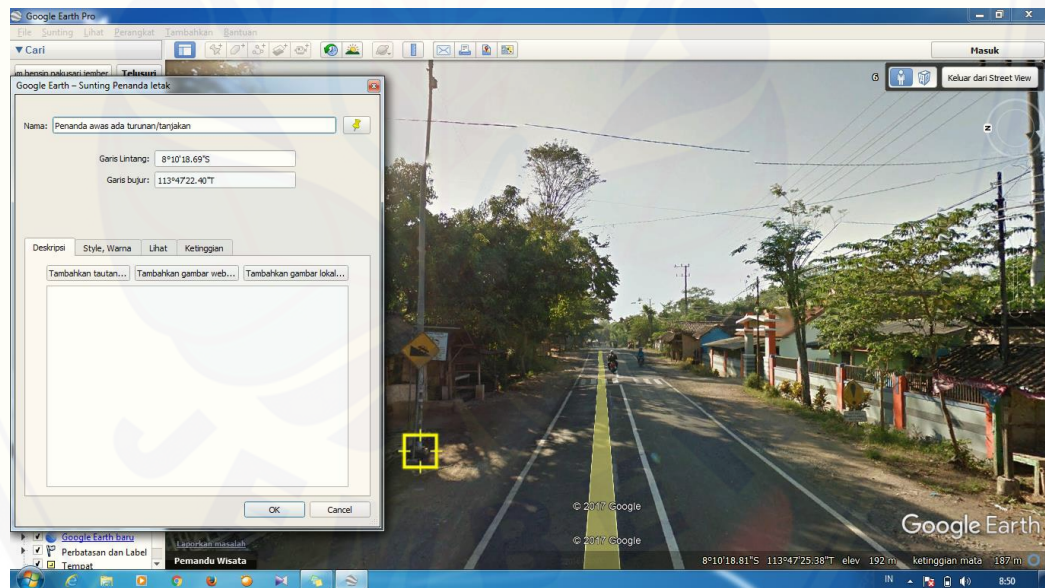 Google Earth Pro
File Sunting Lihat Perangkat Tambahkan Bantuan
Cari
Masuk
bensin pakusari jember Telusuri
Keluar dari Street View
Google Earth – Sunting Penanda letak
Nama: Penanda awas ada turunan/tanjakan
Garis Lintang: 8°10'18.69"S
Garis bujur: 113°47'22.40"T
Deskripsi Style, Warna Lihat Ketinggian
Tambahkan tautan... Tambahkan gambar web... Tambahkan gambar lokal...
OK Cancel
© 2017 Google
Google Earth
© 2017 Google
Google Earth baru
Perbatasan dan Label
Tempat
Laporkan masalah
Pemandu Wisata
8°10'18.81"S 113°47'25.38"T elev 192 m ketinggian mata 187 m
IN 8:50